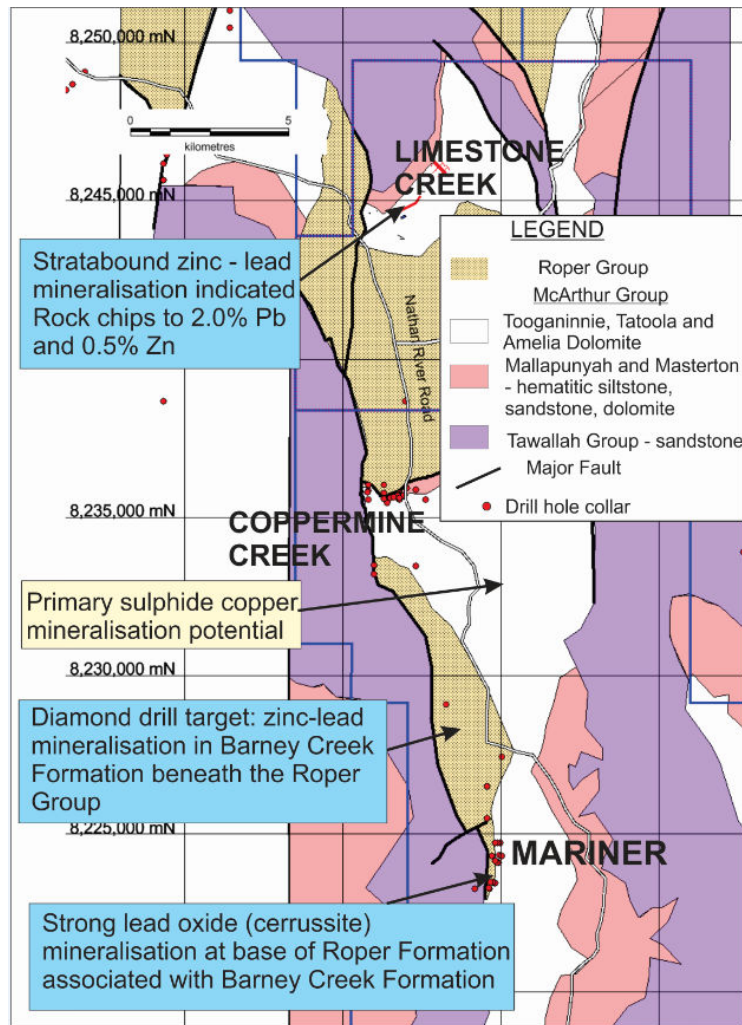 8,250,000 mN
0
5
kilometres
LIMESTONE
CREEK
8,245,000 mN
Stratabound zinc - lead
mineralisation indicated
Rock chips to 2.0% Pb
and 0.5% Zn
Nathan River Road
LEGEND
Roper Group
McArthur Group
Tooganinnie, Tatoola and
Amelia Dolomite
Mallapunyah and Masterton
- hematitic siltstone,
sandstone, dolomite
Tawallah Group - sandstone
Major Fault
Drill hole collar
8,235,000 mN
COPPERMINE
CREEK
Primary sulphide copper
mineralisation potential
8,230,000 mN
Diamond drill target: zinc-lead
mineralisation in Barney Creek
Formation beneath the Roper
Group
8,225,000 mN
MARINER
Strong lead oxide (cerrussite)
mineralisation at base of Roper Formation
associated with Barney Creek Formation